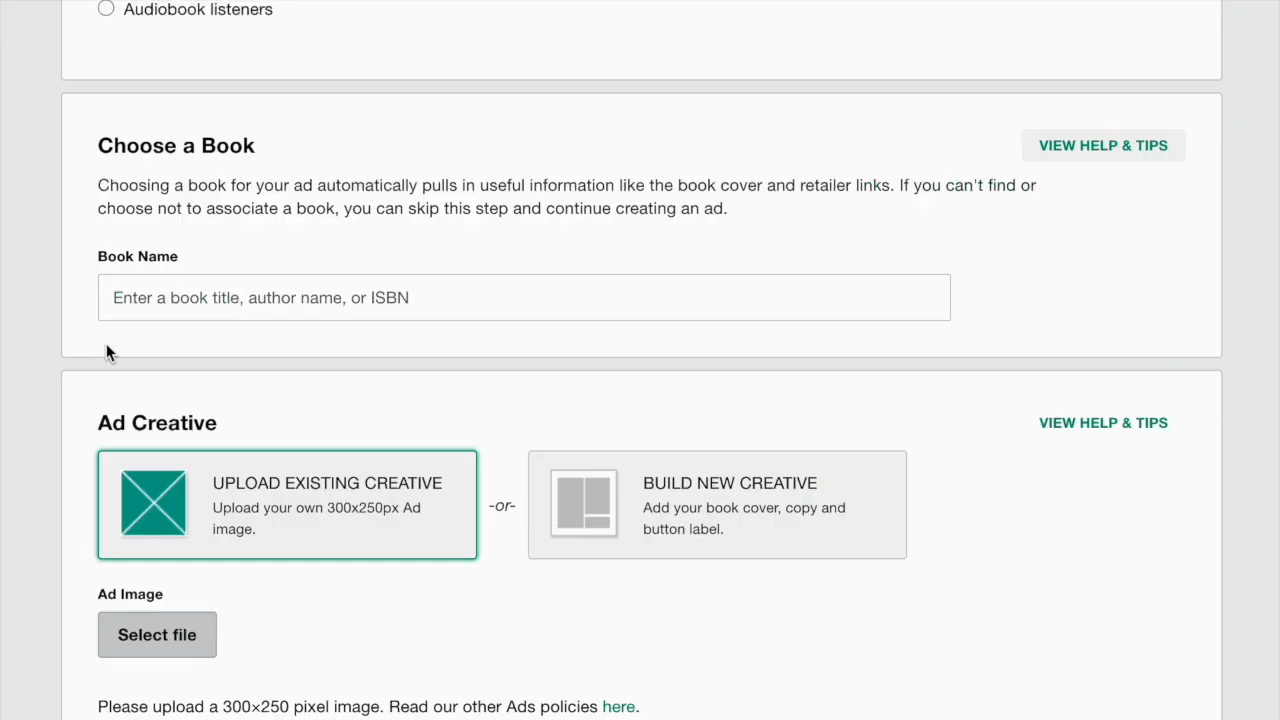 Audiobook listeners
Choose a Book
VIEW HELP & TIPS
Choosing a book for your ad automatically pulls in useful information like the book cover and retailer links. If you can't find or
choose not to associate a book, you can skip this step and continue creating an ad.
Book Name
Enter a book title, author name, or ISBN
Ad Creative
VIEW HELP & TIPS
UPLOAD EXISTING CREATIVE
Upload your own 300x250px Ad
image.
-or-
BUILD NEW CREATIVE
Add your book cover, copy and
button label.
Ad Image
Select file
Please upload a 300×250 pixel image. Read our other Ads policies here.